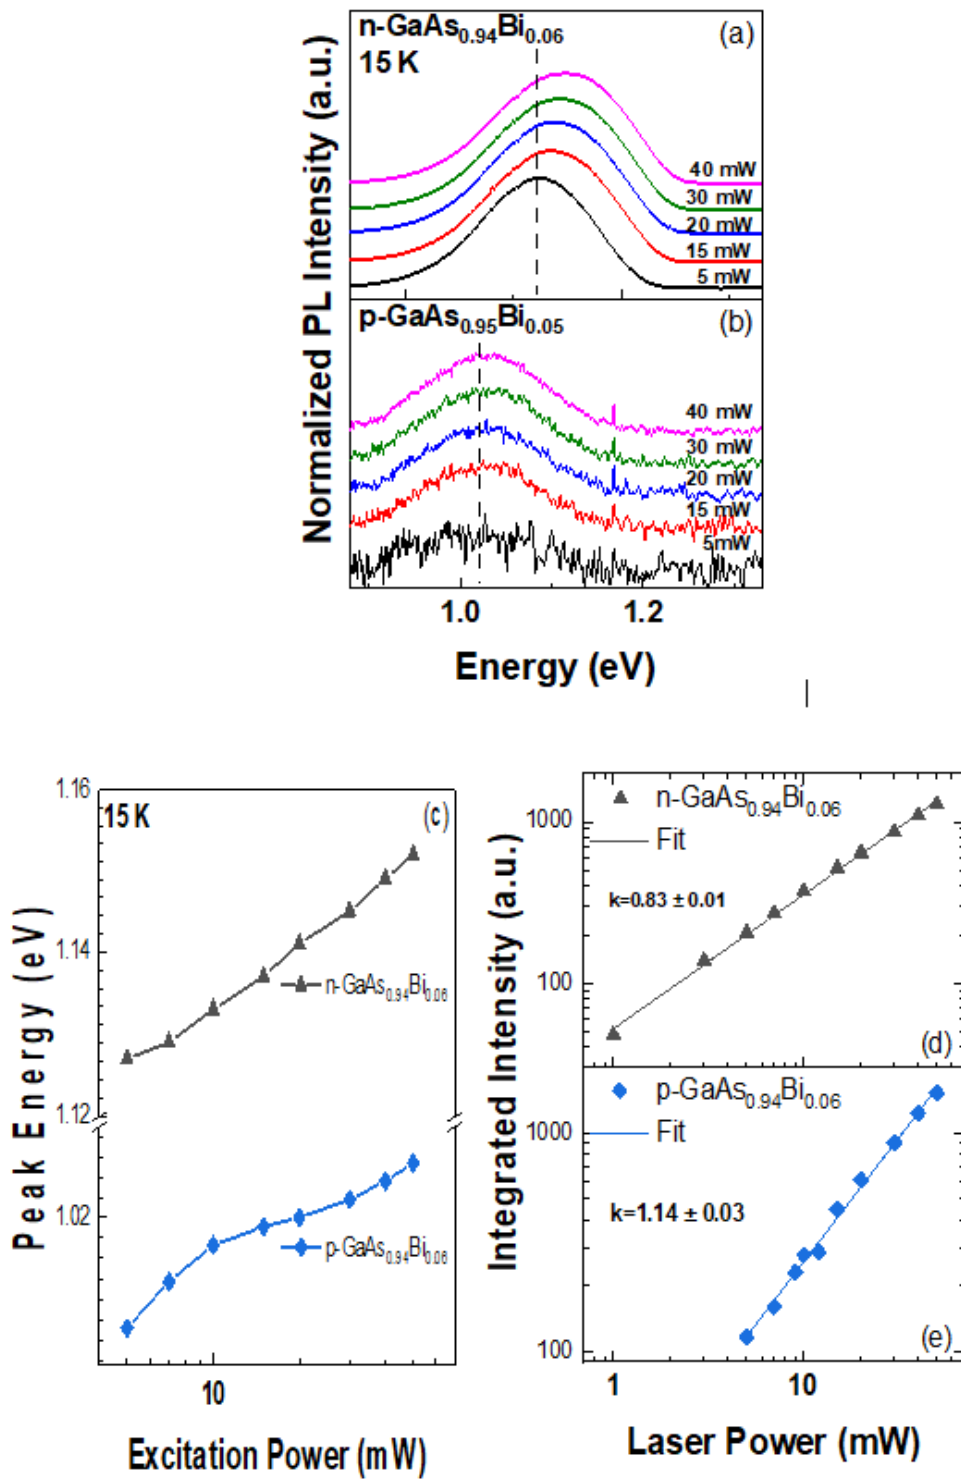 n-GaAs0.94Bi0.06
(a)
15 K
40 mW
30 mW
20 mW
15 mW
5 mW
p-GaAs0.95Bi0.05
(b)
40 mW
30 mW
20 mW
15 mW
5mW
Normalized PL Intensity (a.u.)
1.0
1.2
Energy (eV)
1.16
15 K
(c)
1.14
n-GaAs0.94Bi0.06
1.12
1.02
p-GaAs0.94Bi0.06
Peak Energy (eV)
10
Excitation Power (mW)
n-GaAs0.94Bi0.06
1000
Fit
k=0.83 ± 0.01
100
(d)
p-GaAs0.94Bi0.06
1000
Fit
k=1.14 ± 0.03
100
(e)
Integrated Intensity (a.u.)
1
10
Laser Power (mW)